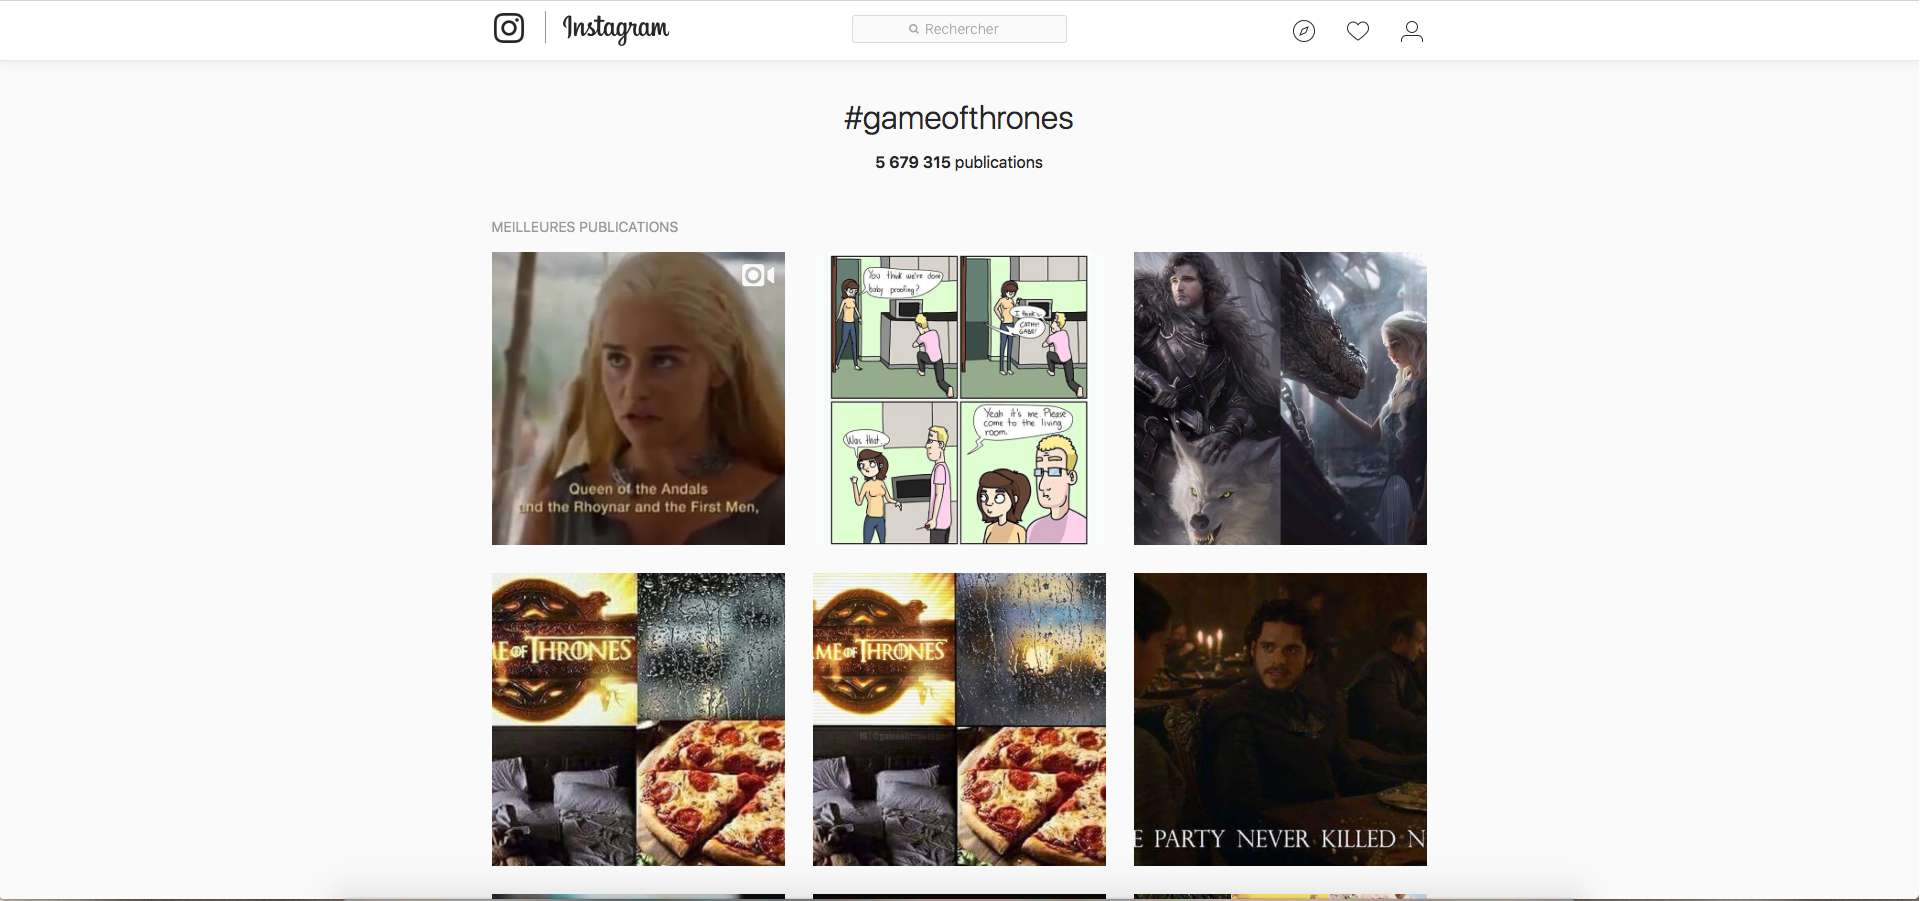 Instagram
Rechercher
#gameofthrones
5 679 315 publications
MEILLEURES PUBLICATIONS
Queen of the Andals
and the Rhoynar and the First Men,
You think we're done
baby proofing?
I think..
CATHY!
GABE!
Was that..
Yeah it's me. Please
come to the living
room.
E OF THRONES
AME OF THRONES
E PARTY NEVER KILLED N